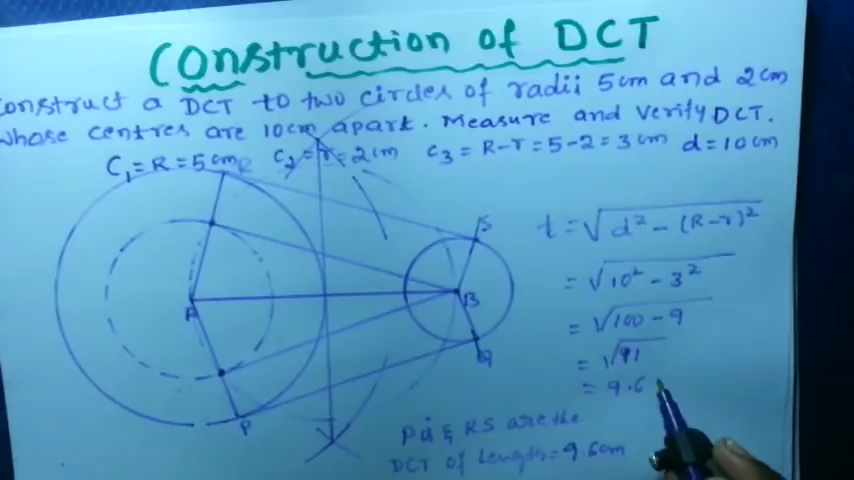 Construction of DCT
Construct a DCT to two circles of radii 5cm and 2cm
whose centres are 10cm apart. Measure and verify DCT.
C₁=R=5cm C₂=r=2cm C₃=R-r=5-2=3cm d=10cm
R
S
A
B
Q
P
t=√d²-(R-r)²
=√10²-3²
=√100-9
=√91
=9.6
PQ & RS are the
DCT of length=9.6cm